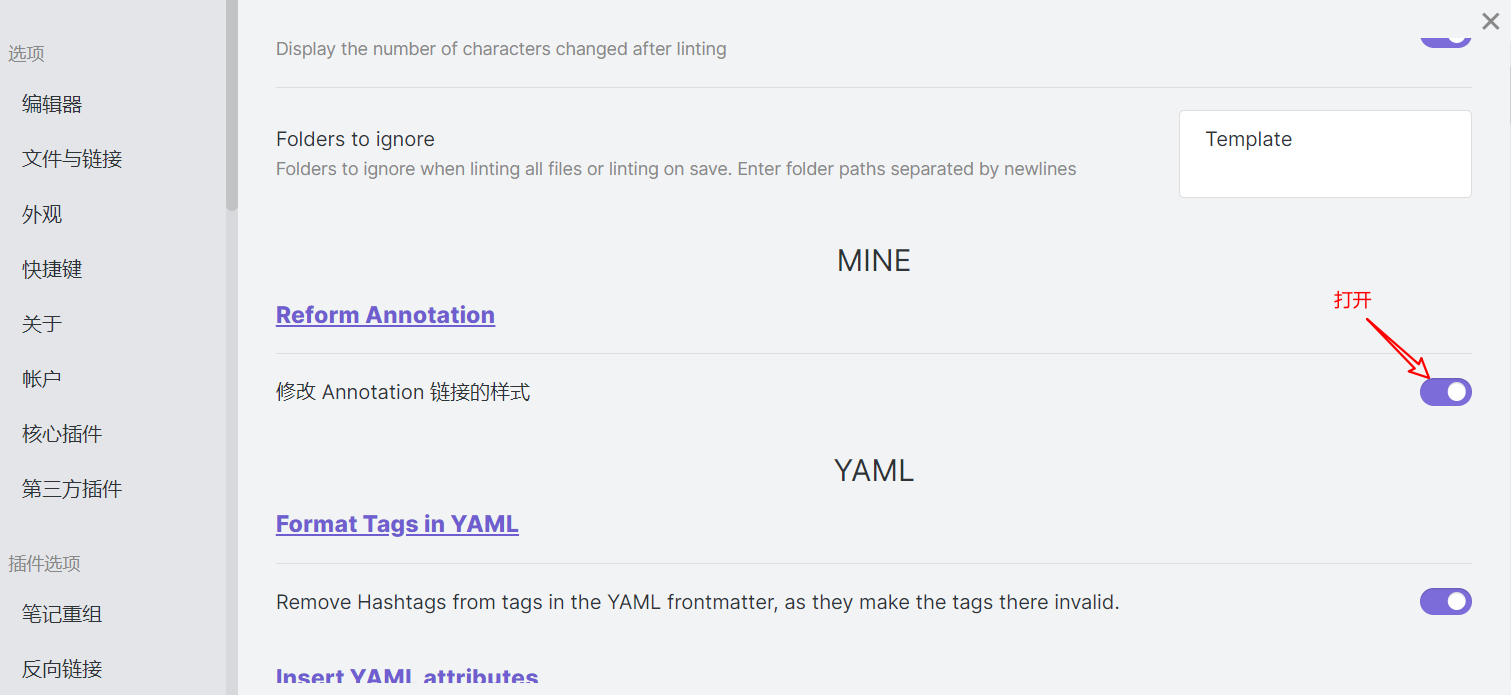 选项
编辑器
文件与链接
外观
快捷键
关于
帐户
核心插件
第三方插件
插件选项
笔记重组
反向链接
Display the number of characters changed after linting
Folders to ignore
Folders to ignore when linting all files or linting on save. Enter folder paths separated by newlines
Template
MINE
Reform Annotation
打开
修改 Annotation 链接的样式
YAML
Format Tags in YAML
Remove Hashtags from tags in the YAML frontmatter, as they make the tags there invalid.
Insert YAML attributes